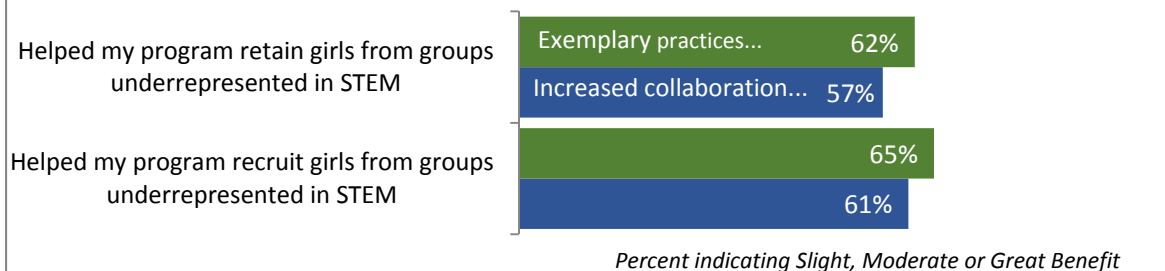 Helped my program retain girls from groups
underrepresented in STEM
Exemplary practices... 62%
Increased collaboration... 57%
Helped my program recruit girls from groups
underrepresented in STEM
65%
61%
Percent indicating Slight, Moderate or Great Benefit